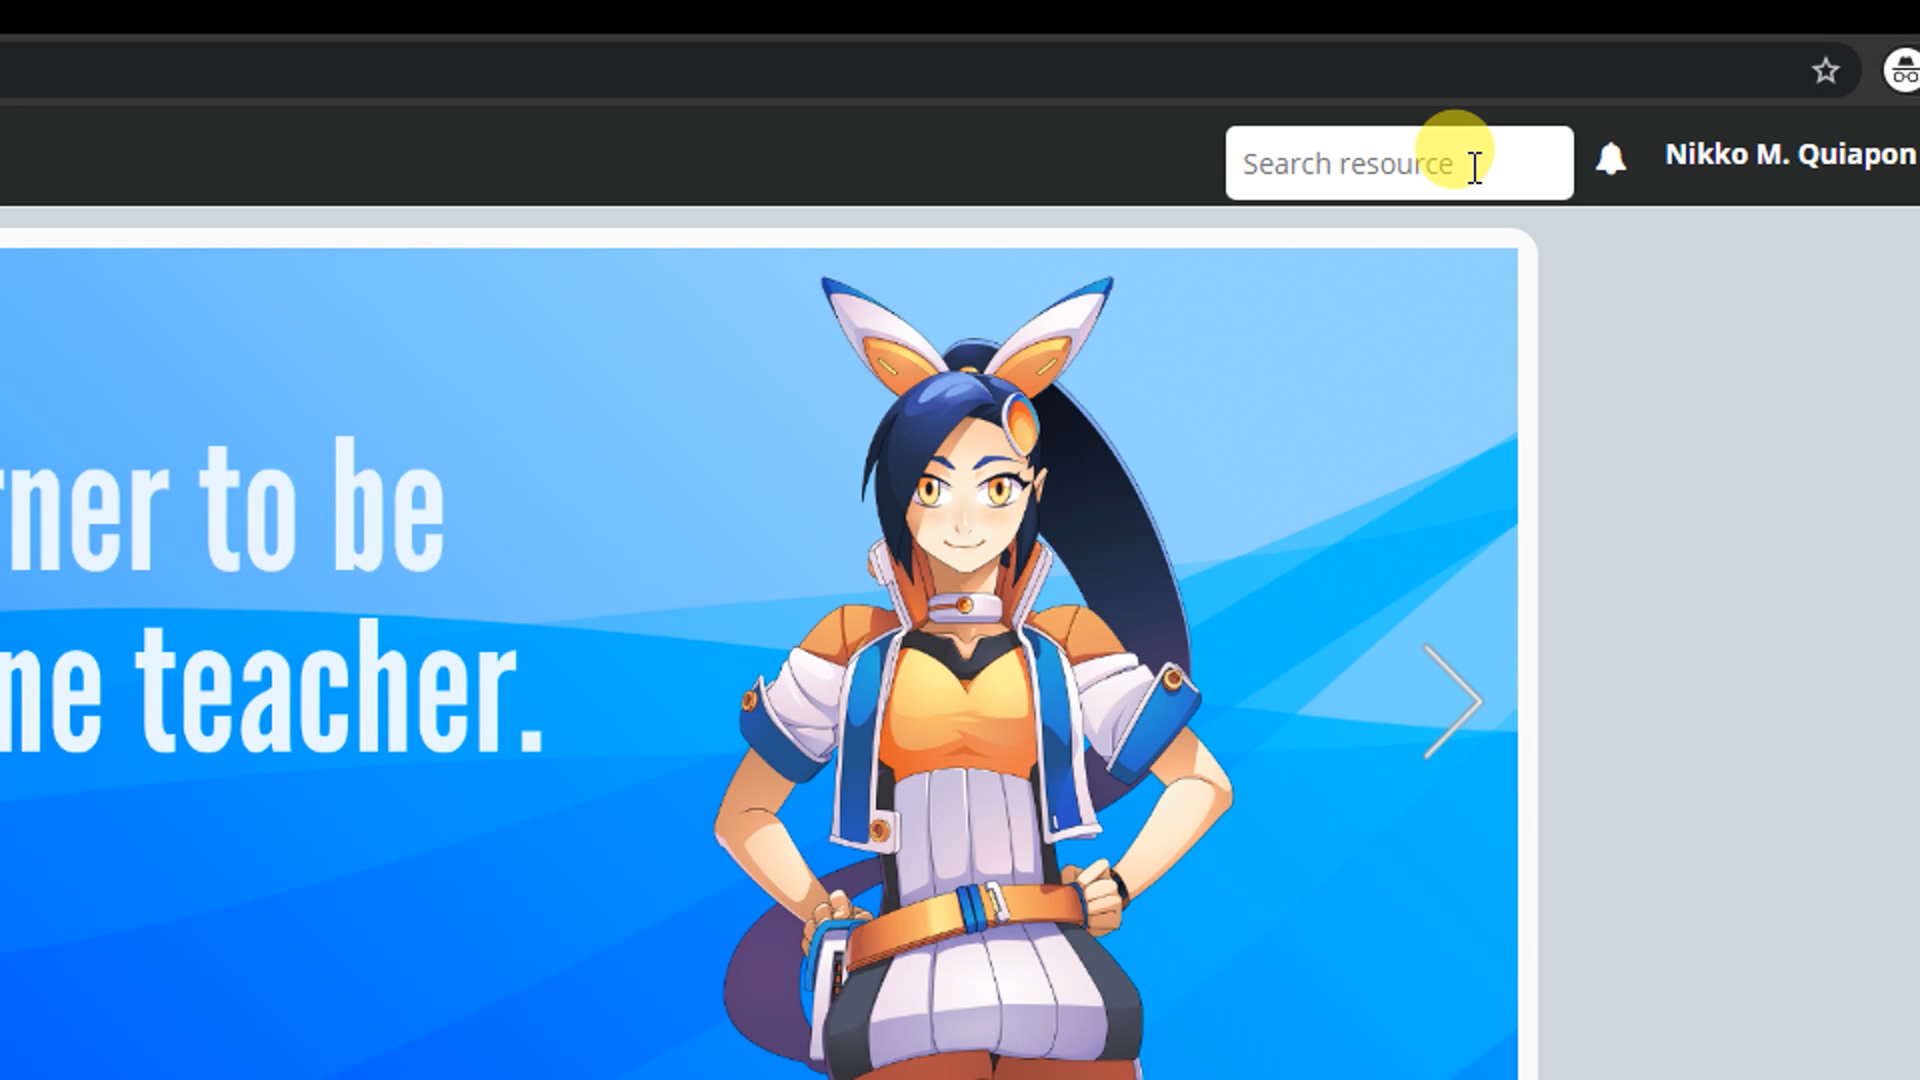 Search resource
Nikko M. Quiapon
rner to be
ne teacher.